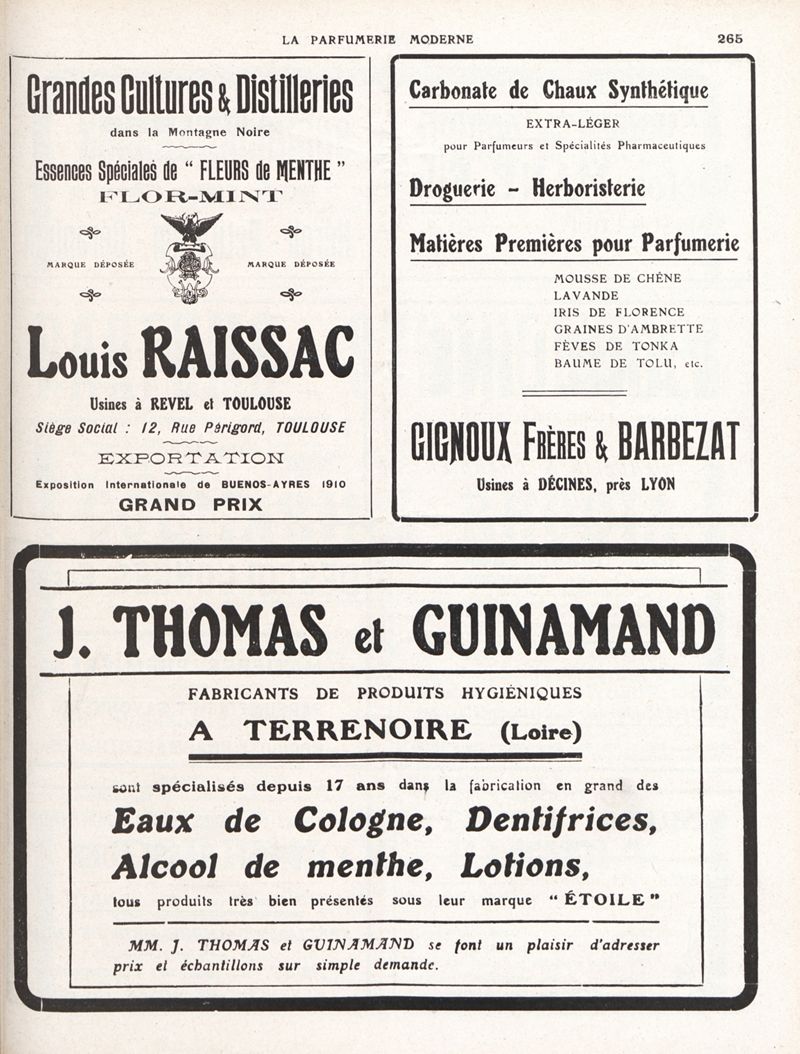 LA PARFUMERIE MODERNE
265
Grandes Cultures & Distilleries
dans la Montagne Noire
Essences Spéciales de “ FLEURS de MENTHE ”
FLOR-MINT
MARQUE DÉPOSÉE
MARQUE DÉPOSÉE
Louis RAISSAC
Usines à REVEL et TOULOUSE
Siège Social : 12, Rue Périgord, TOULOUSE
EXPORTATION
Exposition Internationale de BUENOS-AYRES 1910
GRAND PRIX
Carbonate de Chaux Synthétique
EXTRA-LÉGER
pour Parfumeurs et Spécialités Pharmaceutiques
Droguerie - Herboristerie
Matières Premières pour Parfumerie
MOUSSE DE CHÊNE
LAVANDE
IRIS DE FLORENCE
GRAINES D'AMBRETTE
FÈVES DE TONKA
BAUME DE TOLU, etc.
GIGNOUX FRÈRES & BARBEZAT
Usines à DÉCINES, près LYON
J. THOMAS et GUINAMAND
FABRICANTS DE PRODUITS HYGIÉNIQUES
A TERRENOIRE (Loire)
sont spécialisés depuis 17 ans dans la fabrication en grand des
Eaux de Cologne, Dentifrices,
Alcool de menthe, Lotions,
tous produits très bien présentés sous leur marque “ ÉTOILE ”
MM. J. THOMAS et GUINAMAND se font un plaisir d'adresser
prix et échantillons sur simple demande.